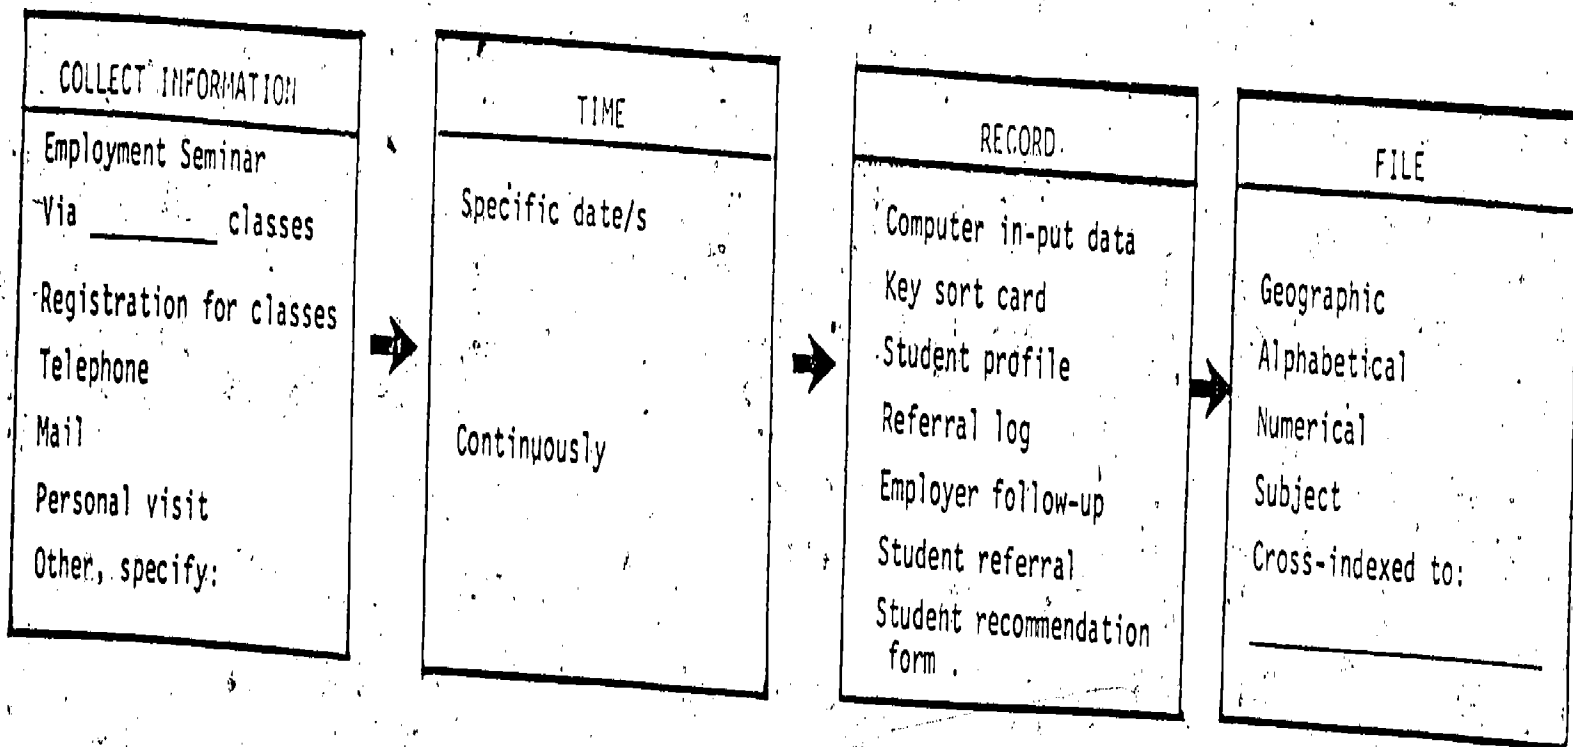 COLLECT INFORMATION
Employment Seminar
Via ________ classes
Registration for classes
Telephone
Mail
Personal visit
Other, specify:
TIME
Specific date/s
Continuously
RECORD
Computer in-put data
Key sort card
Student profile
Referral log
Employer follow-up
Student referral
Student recommendation
form
FILE
Geographic
Alphabetical
Numerical
Subject
Cross-indexed to: